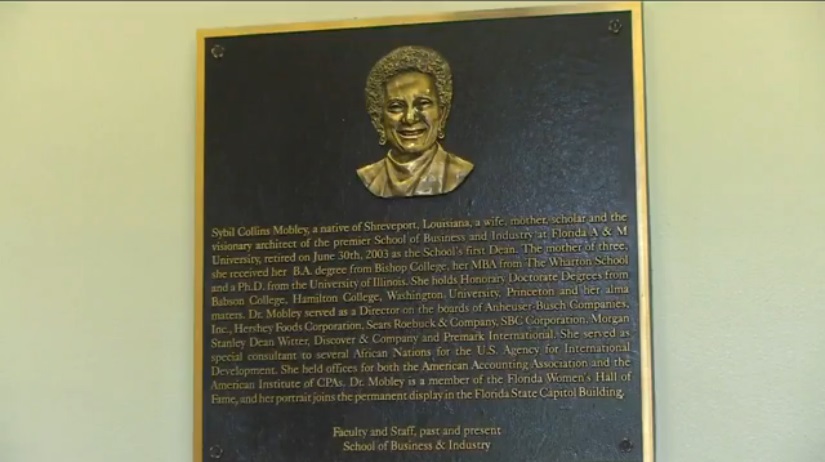 Sybil Collins Mobley, a native of Shreveport, Louisiana, a wife, mother, scholar and the
visionary architect of the premier School of Business and Industry at Florida A & M
University, retired on June 30th, 2003 as the School's first Dean. The mother of three,
she received her B.A. degree from Bishop College, her MBA from The Wharton School
and a Ph.D. from the University of Illinois. She holds Honorary Doctorate Degrees from
Babson College, Hamilton College, Washington University, Princeton and her alma
maters. Dr. Mobley served as a Director on the boards of Anheuser-Busch Companies,
Inc., Hershey Foods Corporation, Sears Roebuck & Company, SBC Corporation, Morgan
Stanley Dean Witter, Discover & Company and Premark International. She served as
special consultant to several African Nations for the U.S. Agency for International
Development. She held offices for both the American Accounting Association and the
American Institute of CPAs. Dr. Mobley is a member of the Florida Women's Hall of
Fame, and her portrait joins the permanent display in the Florida State Capitol Building.
Faculty and Staff, past and present
School of Business & Industry